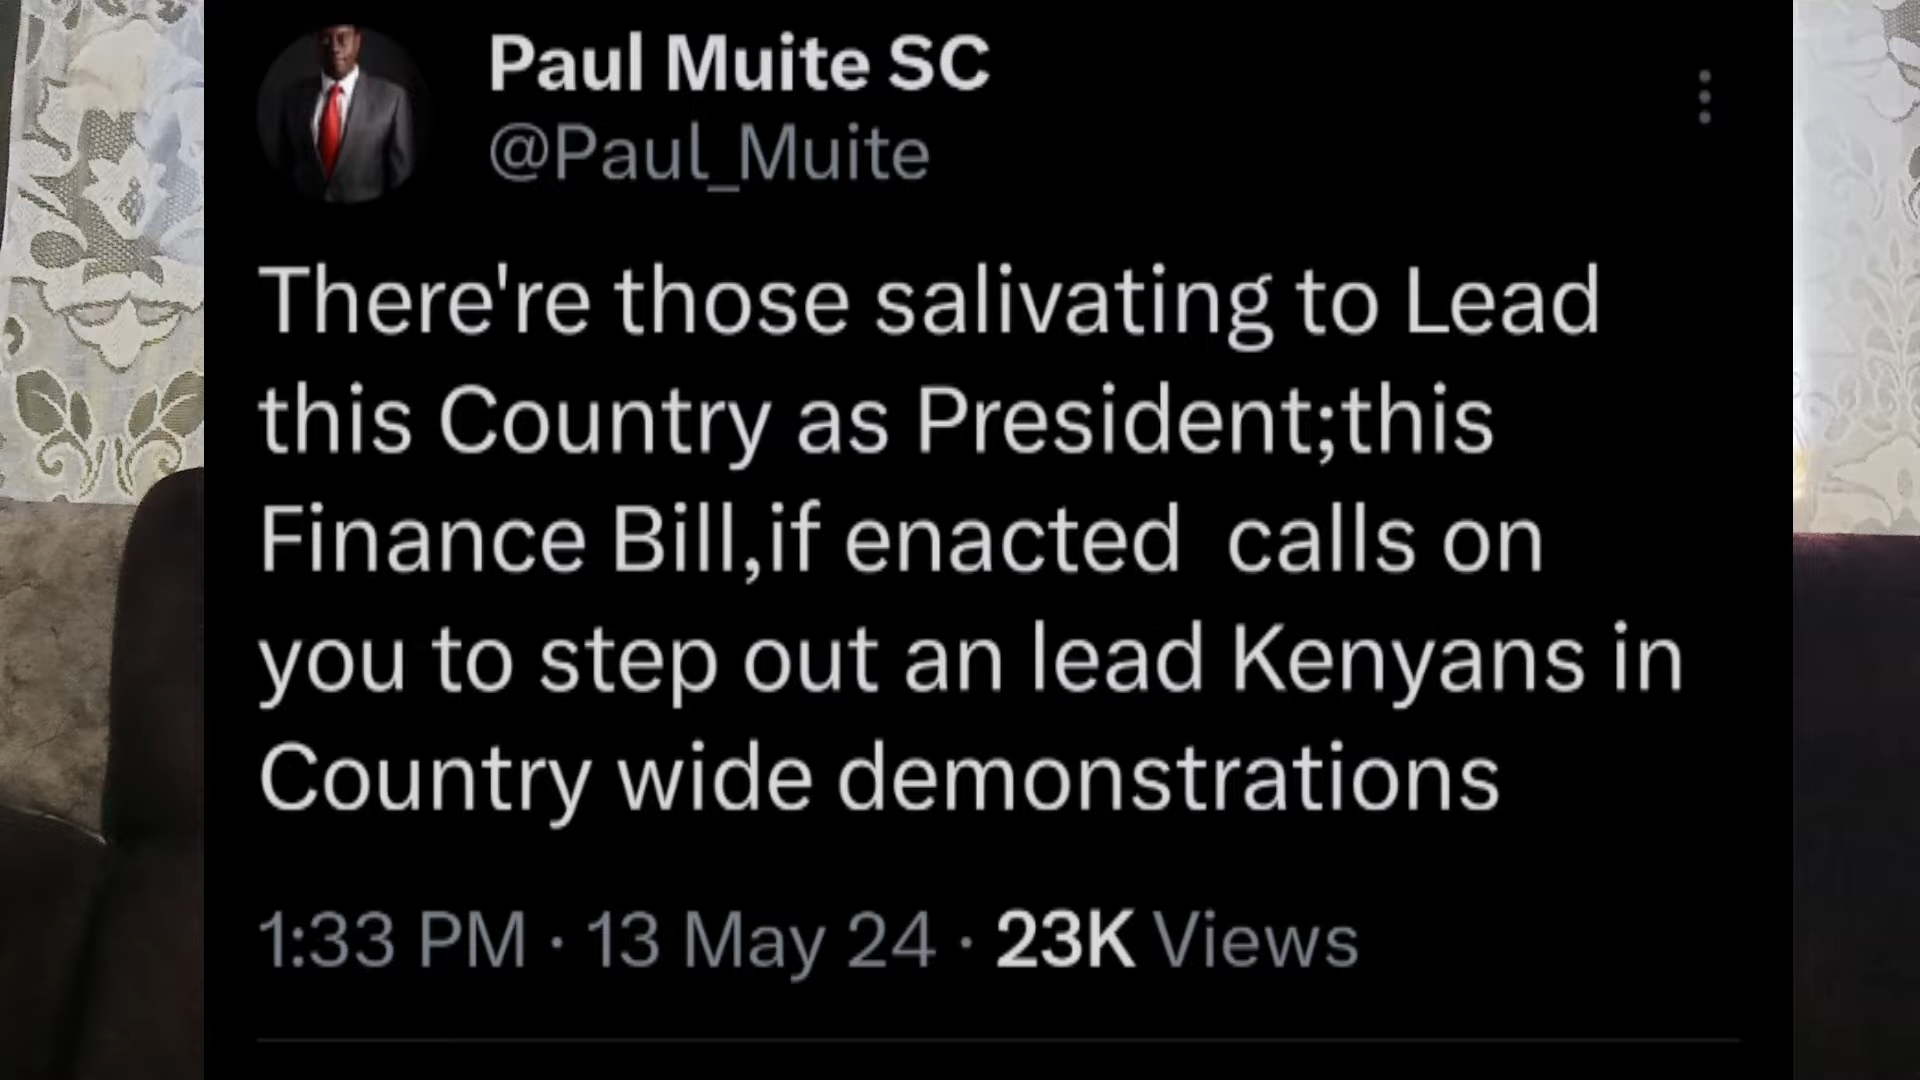 Paul Muite SC
@Paul_Muite
There're those salivating to Lead
this Country as President;this
Finance Bill,if enacted  calls on
you to step out an lead Kenyans in
Country wide demonstrations
1:33 PM · 13 May 24 · 23K Views